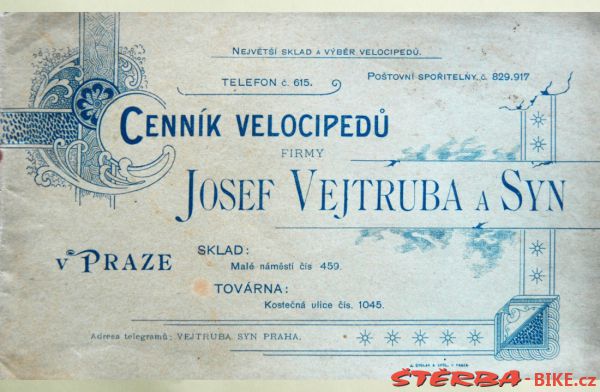 Největší sklad a výběr velocipedů.
Telefon č. 615.
Poštovní spořitelny č. 829.917
Cenník velocipedů
firmy
Josef Vejtruba a Syn
v Praze
Sklad:
Malé náměstí čís 459.
Továrna:
Kostečná ulice čís. 1045.
Adresa telegramů: Vejtruba Syn Praha.
ŠTĚRBA-BIKE.cz